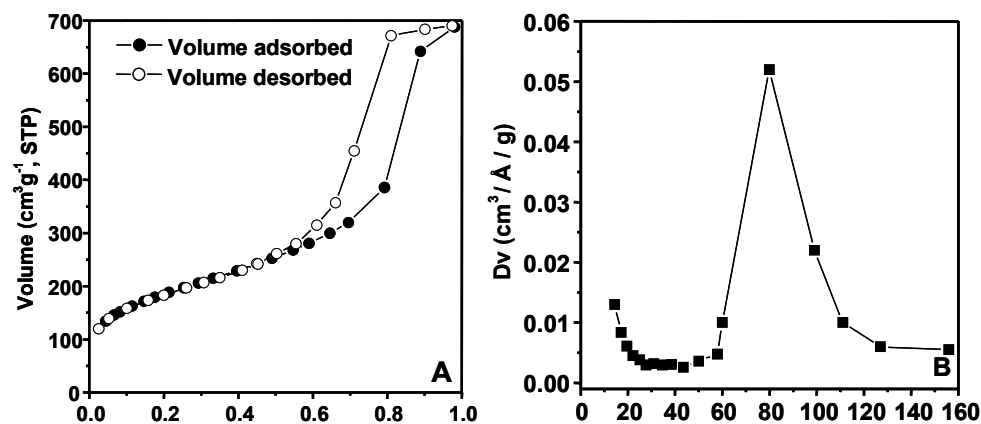 Volume adsorbed
Volume desorbed
Volume (cm³g⁻¹, STP)
700
600
500
400
300
200
100
0
0.0 0.2 0.4 0.6 0.8 1.0
A
Dv (cm³/ Å / g)
0.06
0.05
0.04
0.03
0.02
0.01
0.00
0 20 40 60 80 100 120 140 160
B